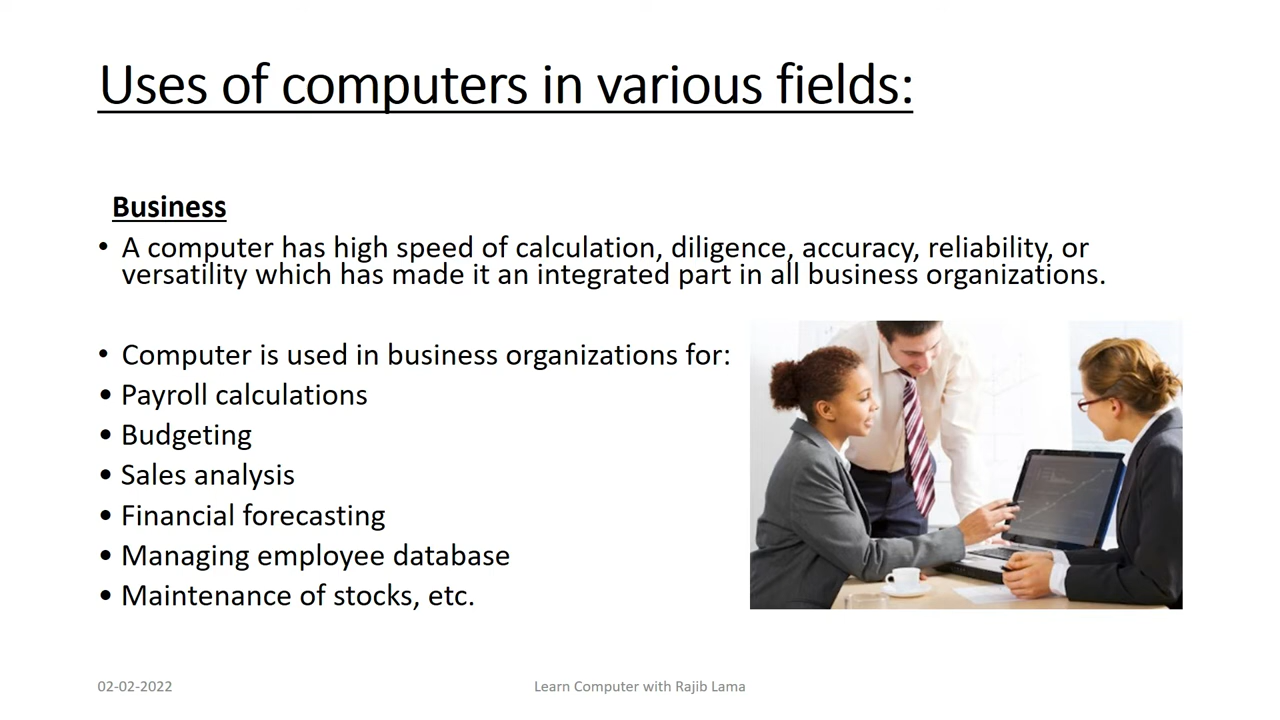 Uses of computers in various fields:
Business
• A computer has high speed of calculation, diligence, accuracy, reliability, or
versatility which has made it an integrated part in all business organizations.
• Computer is used in business organizations for:
• Payroll calculations
• Budgeting
• Sales analysis
• Financial forecasting
• Managing employee database
• Maintenance of stocks, etc.
02-02-2022
Learn Computer with Rajib Lama